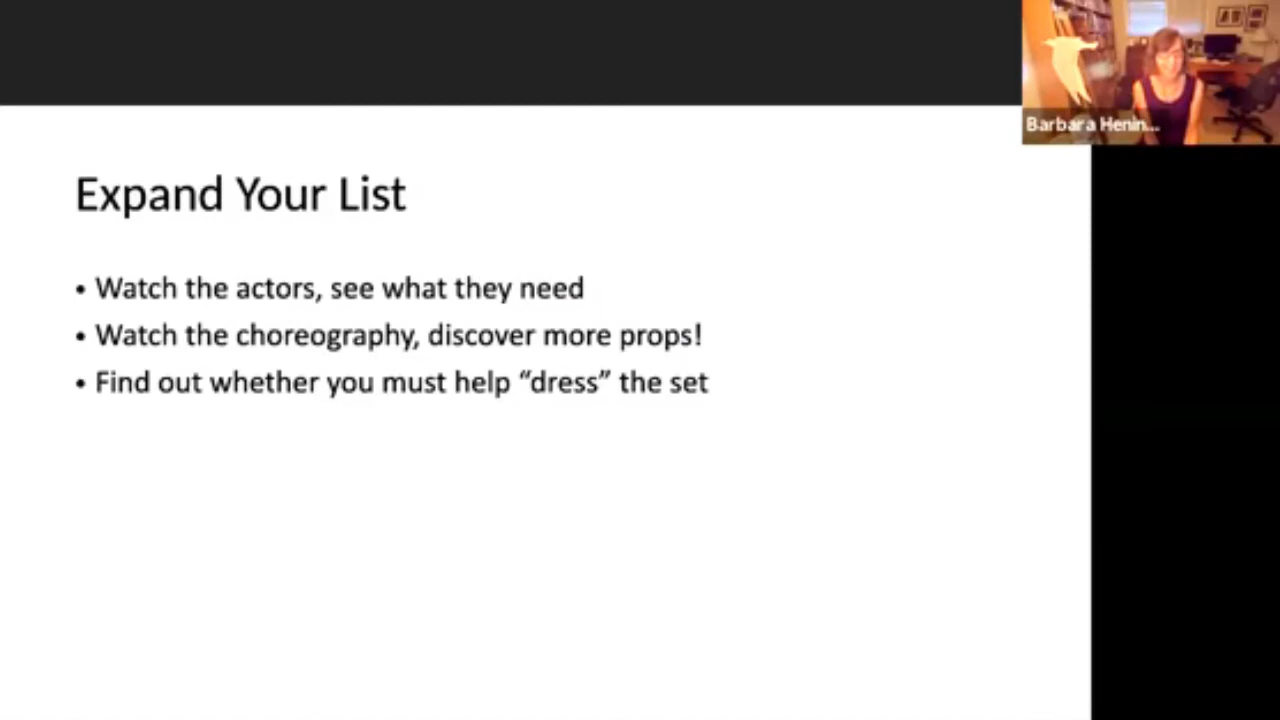 Barbara Henin...
Expand Your List
• Watch the actors, see what they need
• Watch the choreography, discover more props!
• Find out whether you must help “dress” the set